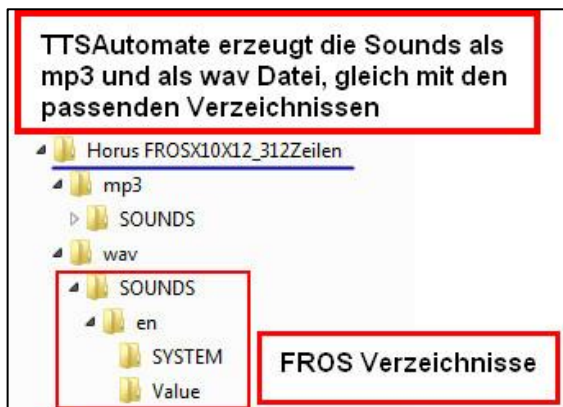 TTSAutomate erzeugt die Sounds als
mp3 und als wav Datei, gleich mit den
passenden Verzeichnissen
Horus FROSX10X12_312Zeilen
mp3
SOUNDS
wav
SOUNDS
en
SYSTEM
Value
FROS Verzeichnisse